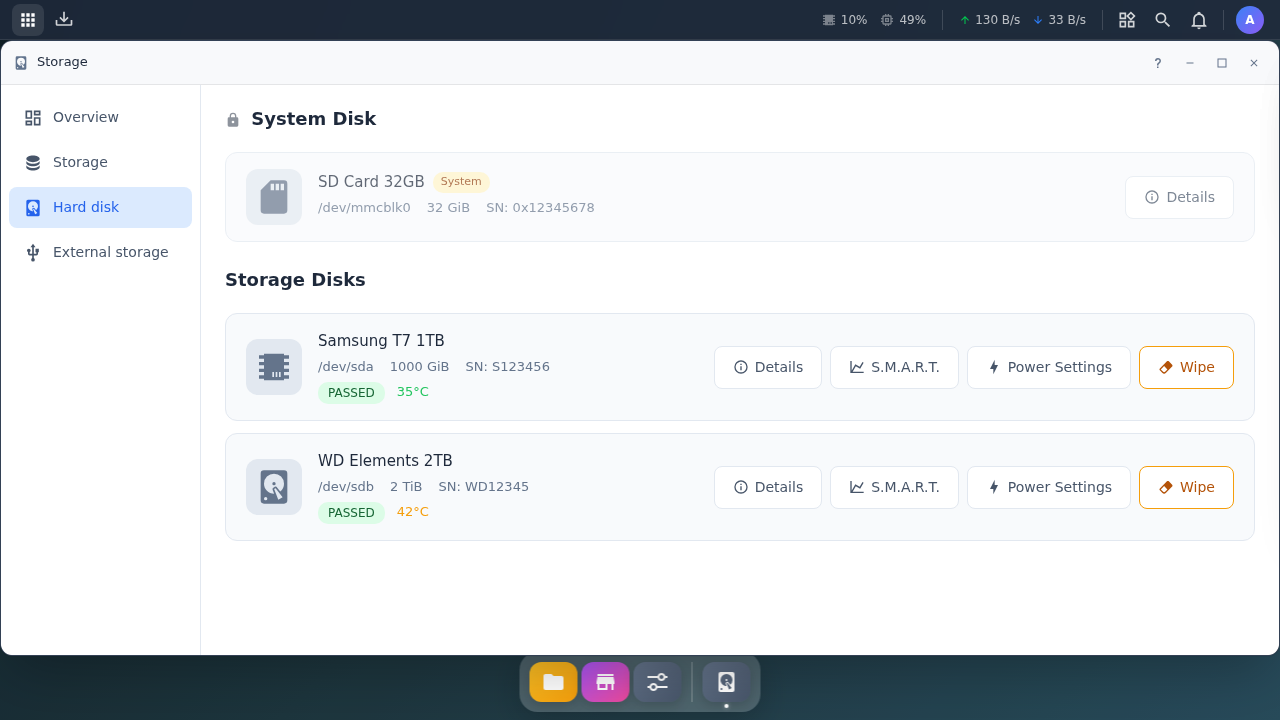 10%
49%
130 B/s
33 B/s
A
Storage
?
Overview
Storage
Hard disk
External storage
System Disk
SD Card 32GB System
/dev/mmcblk0 32 GiB SN: 0x12345678
Details
Storage Disks
Samsung T7 1TB
/dev/sda 1000 GiB SN: S123456
PASSED 35°C
Details S.M.A.R.T. Power Settings Wipe
WD Elements 2TB
/dev/sdb 2 TiB SN: WD12345
PASSED 42°C
Details S.M.A.R.T. Power Settings Wipe